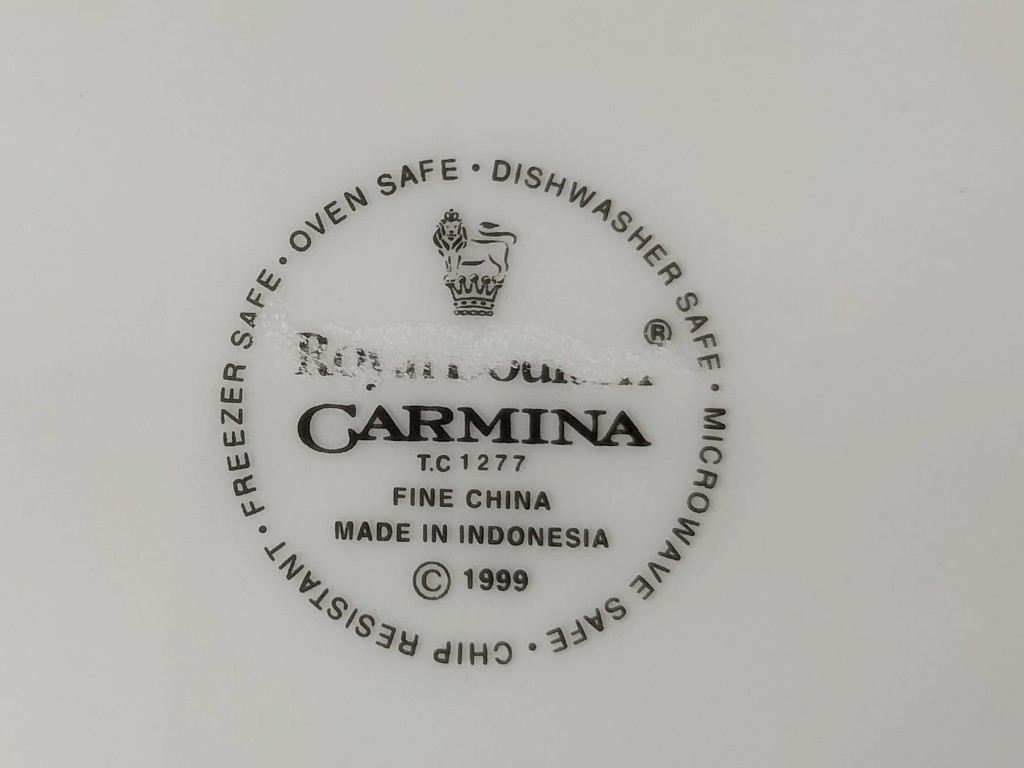 FREEZER SAFE · OVEN SAFE · DISHWASHER SAFE · MICROWAVE SAFE · CHIP RESISTANT ·
®
CARMINA
T.C 1277
FINE CHINA
MADE IN INDONESIA
© 1999